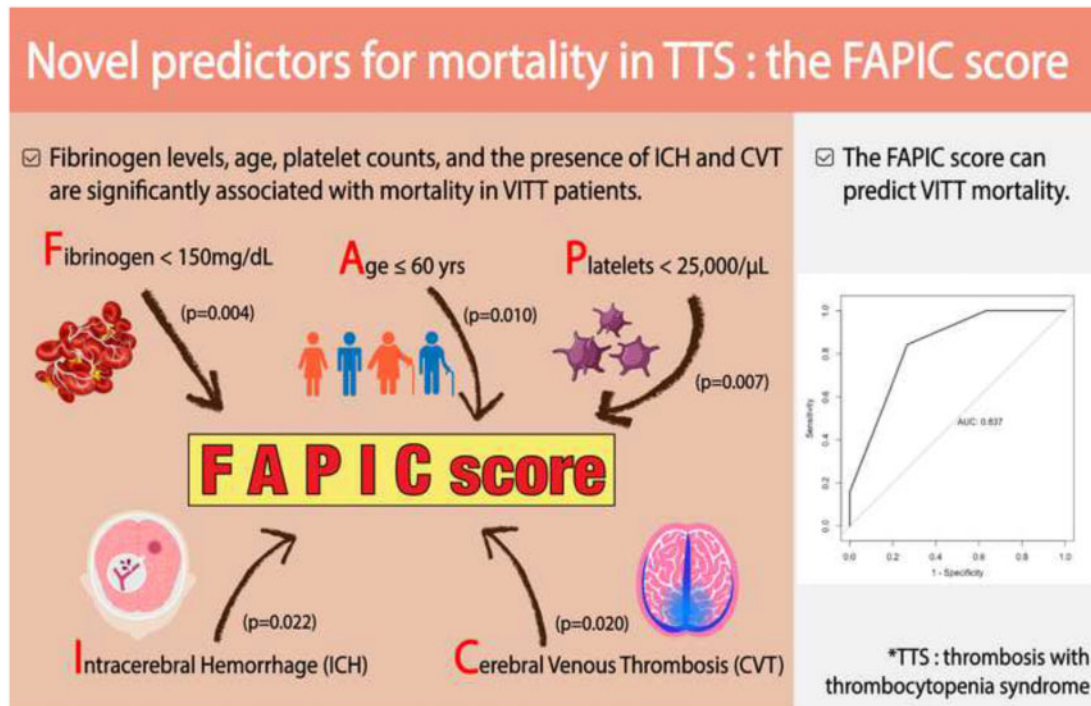 Novel predictors for mortality in TTS : the FAPIC score
☑ Fibrinogen levels, age, platelet counts, and the presence of ICH and CVT
are significantly associated with mortality in VITT patients.
Fibrinogen < 150mg/dL
Age ≤ 60 yrs
Platelets < 25,000/μL
(p=0.004)
(p=0.010)
(p=0.007)
F A P I C score
(p=0.022)
(p=0.020)
Intracerebral Hemorrhage (ICH)
Cerebral Venous Thrombosis (CVT)
☑ The FAPIC score can
predict VITT mortality.
Sensitivity
1.0
0.8
0.6
0.4
0.2
0.0
AUC: 0.837
0.0 0.2 0.4 0.6 0.8 1.0
1 - Specificity
*TTS : thrombosis with
thrombocytopenia syndrome